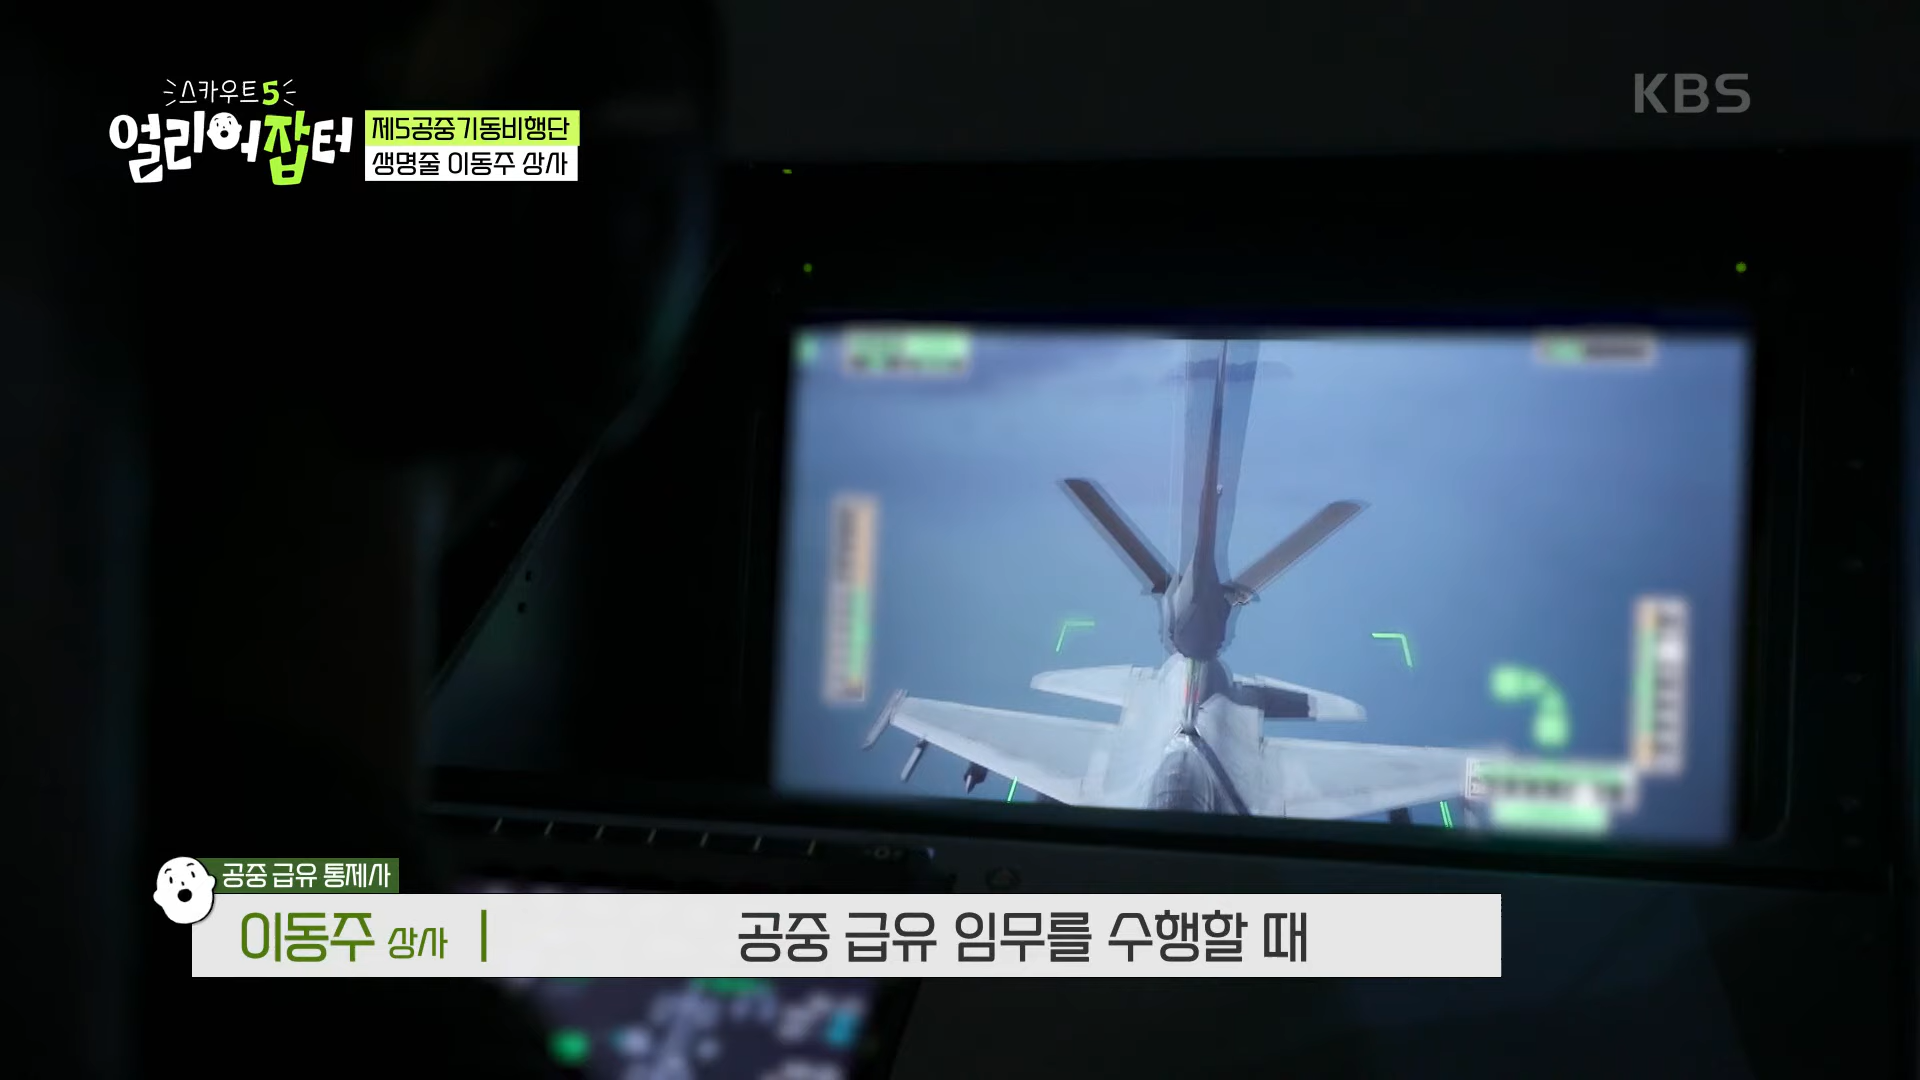 스카우트5
얼리어잡터
제5공중기동비행단
생명줄 이동주 상사
KBS
공중 급유 통제사
이동주 상사 | 공중 급유 임무를 수행할 때